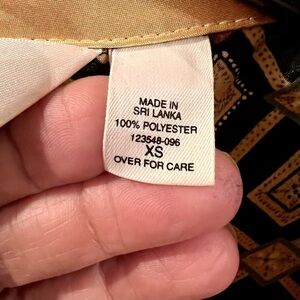 MADE IN
SRI LANKA
100% POLYESTER
123548-096
XS
OVER FOR CARE